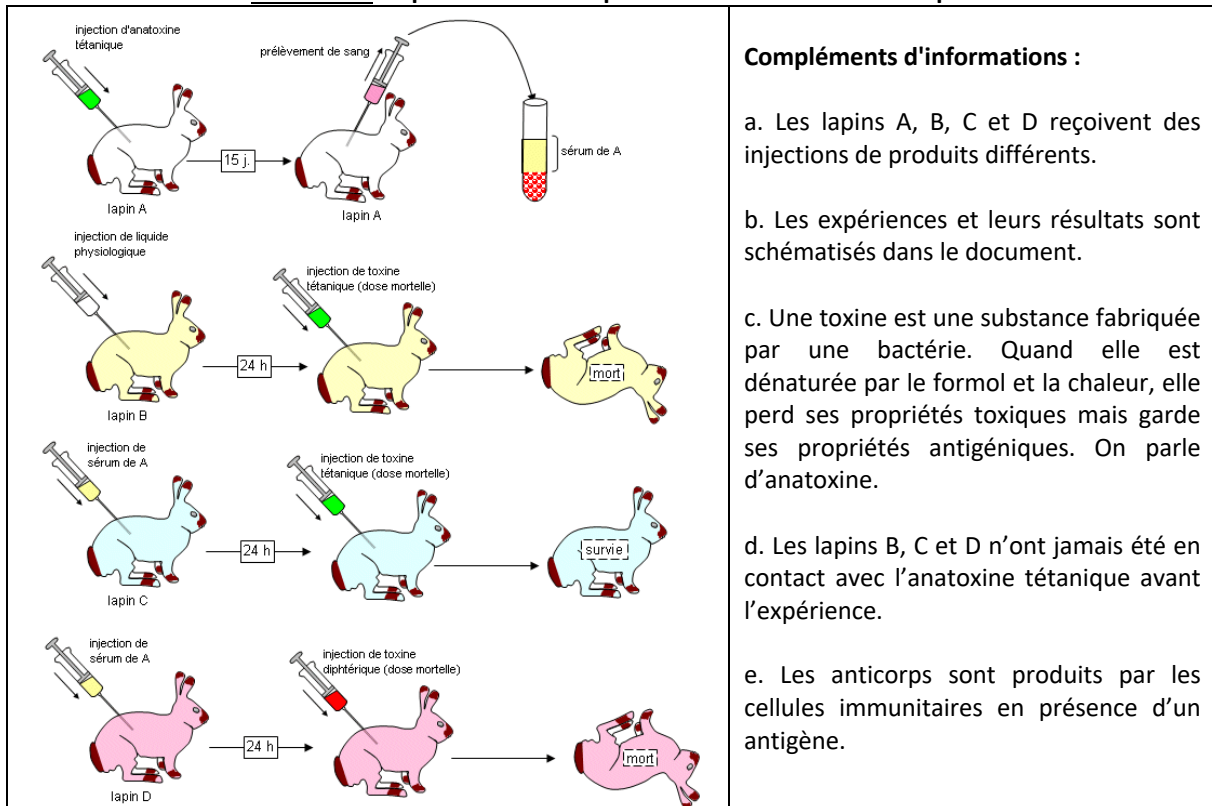 injection d'anatoxine
tétanique
prélèvement de sang
15 j.
sérum de A
lapin A
lapin A
injection de liquide
physiologique
injection de toxine
tétanique (dose mortelle)
24 h
mort
lapin B
injection de
sérum de A
injection de toxine
tétanique (dose mortelle)
24 h
survie
lapin C
injection de
sérum de A
injection de toxine
diphtérique (dose mortelle)
24 h
mort
lapin D
Compléments d'informations :
a. Les lapins A, B, C et D reçoivent des
injections de produits différents.
b. Les expériences et leurs résultats sont
schématisés dans le document.
c. Une toxine est une substance fabriquée
par une bactérie. Quand elle est
dénaturée par le formol et la chaleur, elle
perd ses propriétés toxiques mais garde
ses propriétés antigéniques. On parle
d’anatoxine.
d. Les lapins B, C et D n’ont jamais été en
contact avec l’anatoxine tétanique avant
l’expérience.
e. Les anticorps sont produits par les
cellules immunitaires en présence d’un
antigène.